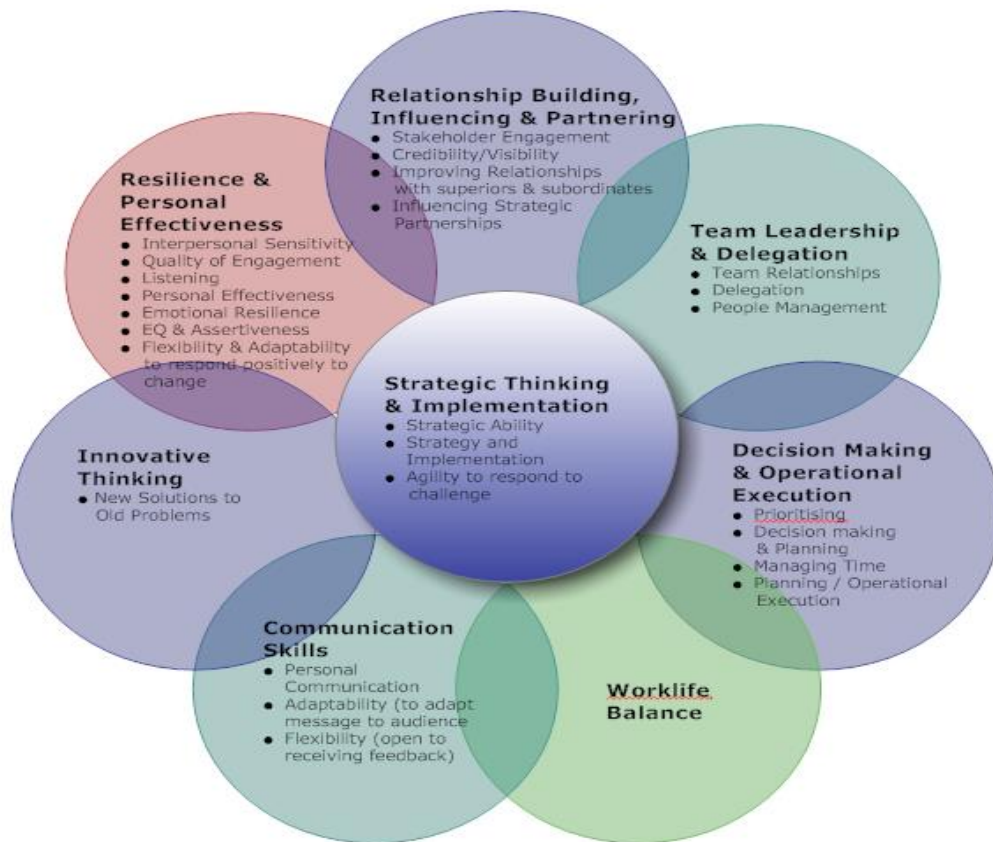 Relationship Building,
Influencing & Partnering
● Stakeholder Engagement
● Credibility/Visibility
● Improving Relationships
with superiors & subordinates
● Influencing Strategic
Partnerships
Resilience &
Personal
Effectiveness
● Interpersonal Sensitivity
● Quality of Engagement
● Listening
● Personal Effectiveness
● Emotional Resilience
● EQ & Assertiveness
● Flexibility & Adaptability
to respond positively to
change
Team Leadership
& Delegation
● Team Relationships
● Delegation
● People Management
Strategic Thinking
& Implementation
● Strategic Ability
● Strategy and
Implementation
● Agility to respond to
challenge
Innovative
Thinking
● New Solutions to
Old Problems
Decision Making
& Operational
Execution
● Prioritising
● Decision making
& Planning
● Managing Time
● Planning / Operational
Execution
Communication
Skills
● Personal
Communication
● Adaptability (to adapt
message to audience
● Flexibility (open to
receiving feedback)
Worklife
Balance